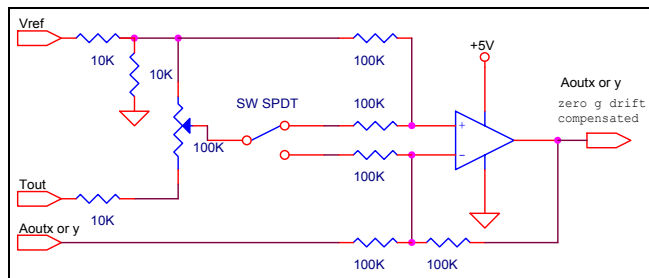 Vref
10K
10K
100K
+5V
Aoutx or y
zero g drift
compensated
SW SPDT
100K
+
100K
100K
−
Tout
10K
Aoutx or y
100K
100K